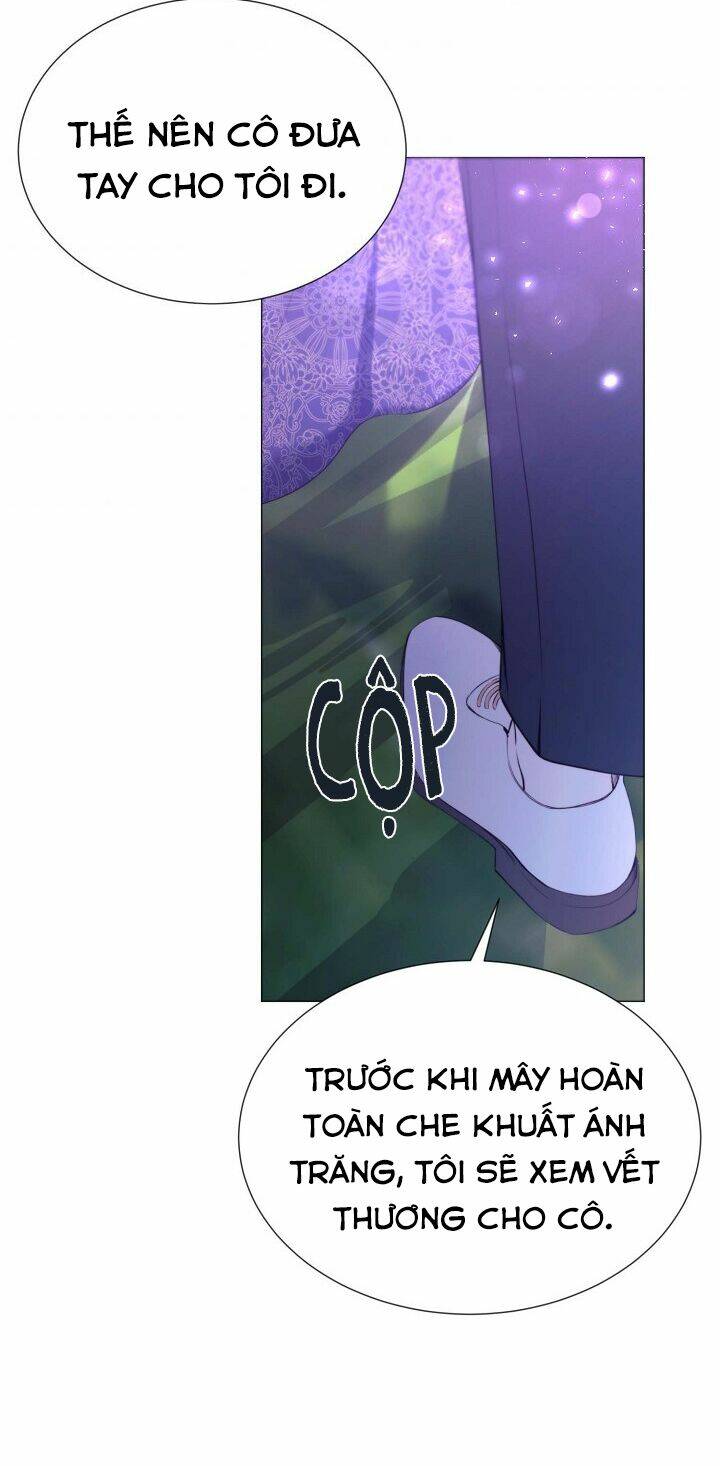 THẾ NÊN CÔ ĐƯA
TAY CHO TÔI ĐI.
CỘP
TRƯỚC KHI MÂY HOÀN
TOÀN CHE KHUẤT ÁNH
TRĂNG, TÔI SẼ XEM VẾT
THƯƠNG CHO CÔ.